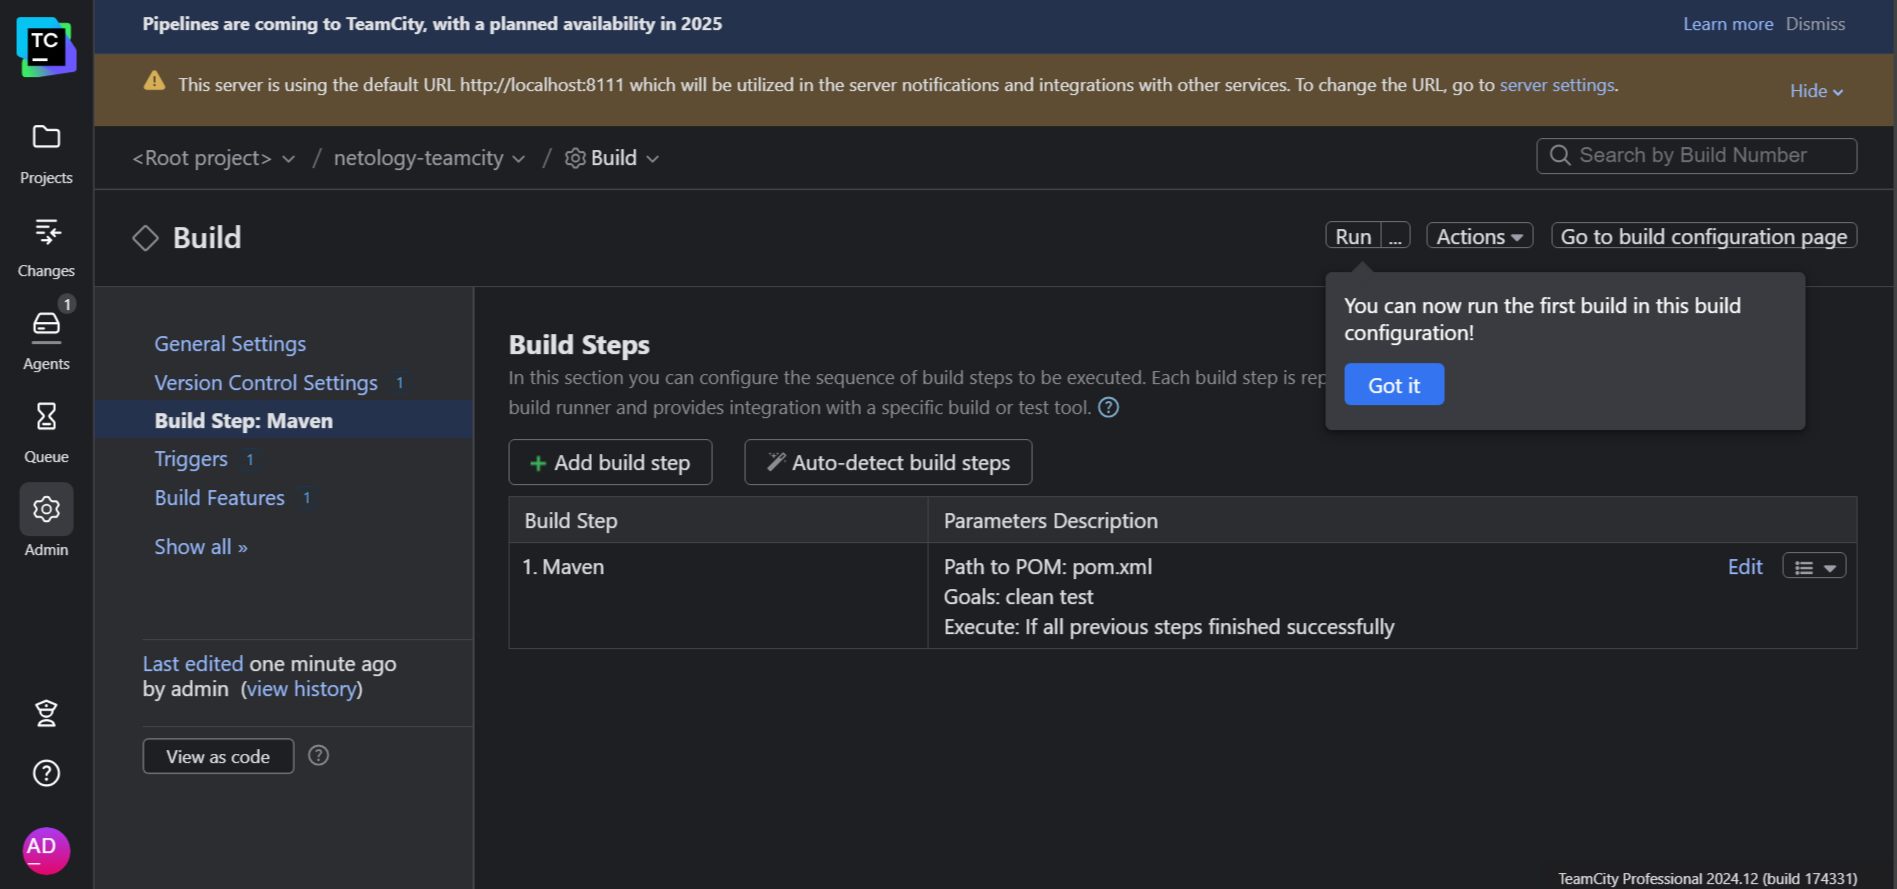 Pipelines are coming to TeamCity, with a planned availability in 2025
Learn more Dismiss
This server is using the default URL http://localhost:8111 which will be utilized in the server notifications and integrations with other services. To change the URL, go to server settings.
Hide
TC
Projects
Changes
1
Agents
Queue
Admin
AD
<Root project> / netology-teamcity / Build
Search by Build Number
Build
Run ... Actions Go to build configuration page
You can now run the first build in this build
configuration!
Got it
General Settings
Version Control Settings 1
Build Step: Maven
Triggers 1
Build Features 1
Show all »
Last edited one minute ago
by admin (view history)
View as code ?
Build Steps
In this section you can configure the sequence of build steps to be executed. Each build step is rep
build runner and provides integration with a specific build or test tool. ?
+ Add build step Auto-detect build steps
Build Step Parameters Description
1. Maven Path to POM: pom.xml Edit
Goals: clean test
Execute: If all previous steps finished successfully
TeamCity Professional 2024.12 (build 174331)